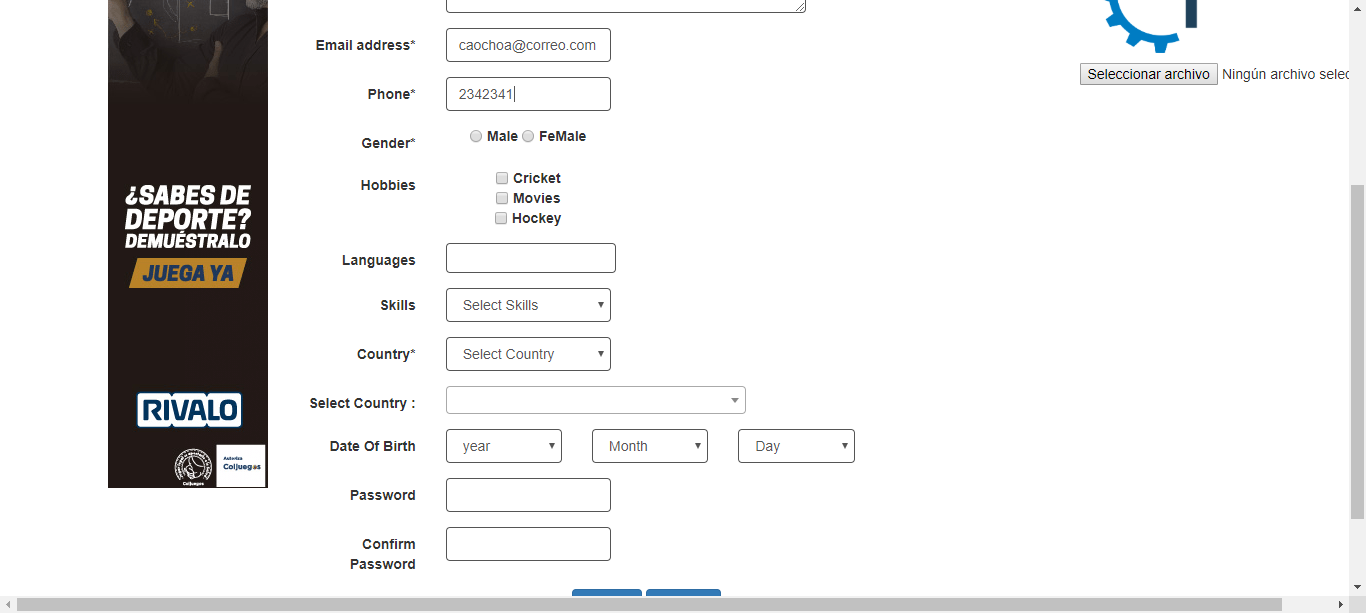 Email address*
caochoa@correo.com
Seleccionar archivo Ningún archivo selec
Phone*
2342341
Gender*
Male FeMale
Hobbies
Cricket
Movies
Hockey
¿SABES DE
DEPORTE?
DEMUÉSTRALO
JUEGA YA
RIVALO
Autoriza
Coljuegos
Coljuegos
Languages
Skills
Select Skills
Country*
Select Country
Select Country :
Date Of Birth
year Month Day
Password
Confirm
Password